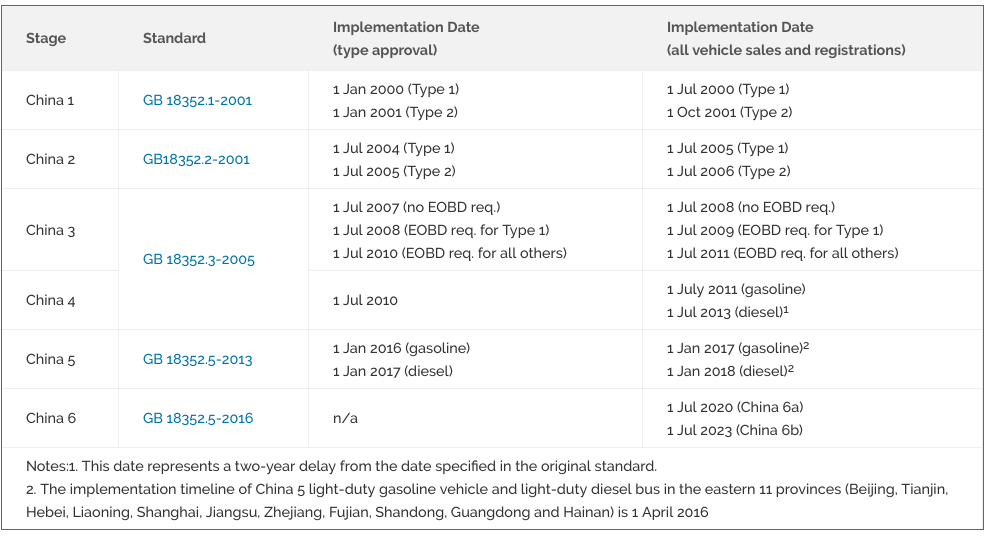 Stage
Standard
Implementation Date
(type approval)
Implementation Date
(all vehicle sales and registrations)
China 1
GB 18352.1-2001
1 Jan 2000 (Type 1)
1 Jan 2001 (Type 2)
1 Jul 2000 (Type 1)
1 Oct 2001 (Type 2)
China 2
GB18352.2-2001
1 Jul 2004 (Type 1)
1 Jul 2005 (Type 2)
1 Jul 2005 (Type 1)
1 Jul 2006 (Type 2)
China 3
GB 18352.3-2005
1 Jul 2007 (no EOBD req.)
1 Jul 2008 (EOBD req. for Type 1)
1 Jul 2010 (EOBD req. for all others)
1 Jul 2008 (no EOBD req.)
1 Jul 2009 (EOBD req. for Type 1)
1 Jul 2011 (EOBD req. for all others)
China 4
1 Jul 2010
1 July 2011 (gasoline)
1 Jul 2013 (diesel)1
China 5
GB 18352.5-2013
1 Jan 2016 (gasoline)
1 Jan 2017 (diesel)
1 Jan 2017 (gasoline)2
1 Jan 2018 (diesel)2
China 6
GB 18352.5-2016
n/a
1 Jul 2020 (China 6a)
1 Jul 2023 (China 6b)
Notes:1. This date represents a two-year delay from the date specified in the original standard.
2. The implementation timeline of China 5 light-duty gasoline vehicle and light-duty diesel bus in the eastern 11 provinces (Beijing, Tianjin,
Hebei, Liaoning, Shanghai, Jiangsu, Zhejiang, Fujian, Shandong, Guangdong and Hainan) is 1 April 2016